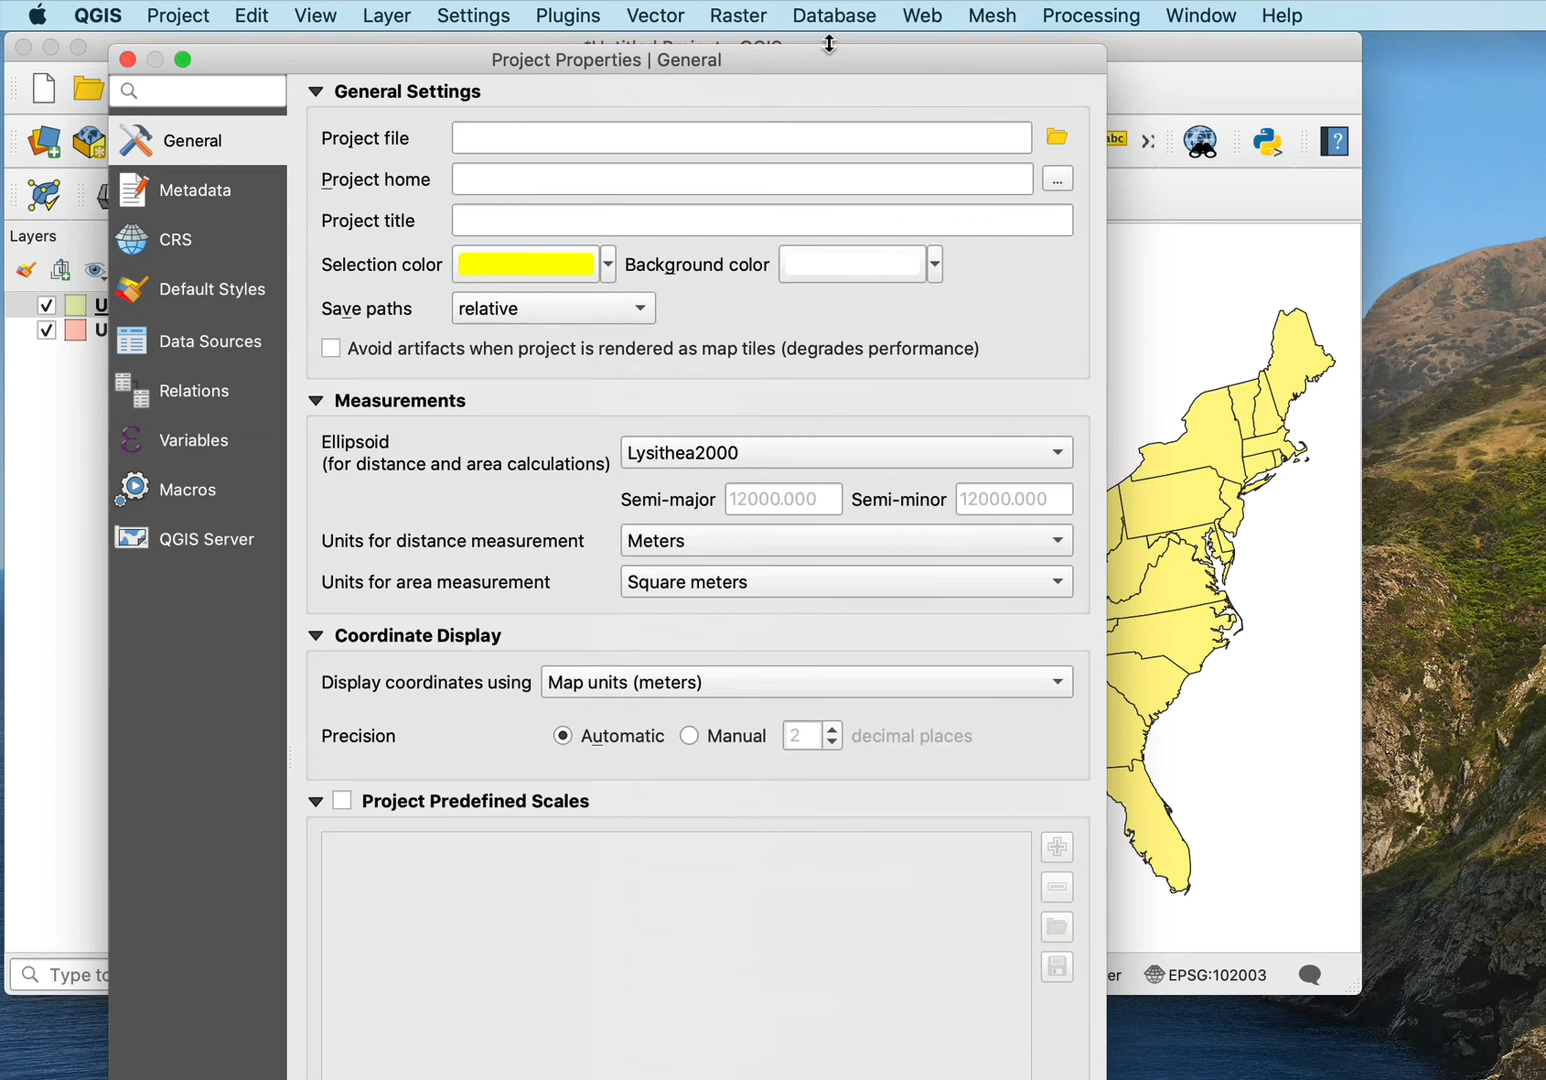 QGIS Project Edit View Layer Settings Plugins Vector Raster Database Web Mesh Processing Window Help
Project Properties | General
General Settings
General
Project file
Project home
...
Project title
Metadata
CRS
Selection color
Background color
Default Styles
Save paths
relative
Data Sources
Avoid artifacts when project is rendered as map tiles (degrades performance)
Relations
Measurements
Variables
Ellipsoid
(for distance and area calculations)
Lysithea2000
Macros
Semi-major
12000.000
Semi-minor
12000.000
QGIS Server
Units for distance measurement
Meters
Units for area measurement
Square meters
Coordinate Display
Display coordinates using
Map units (meters)
Precision
Automatic
Manual
2
decimal places
Project Predefined Scales
Layers
U
U
Type to
abc
?
er
EPSG:102003